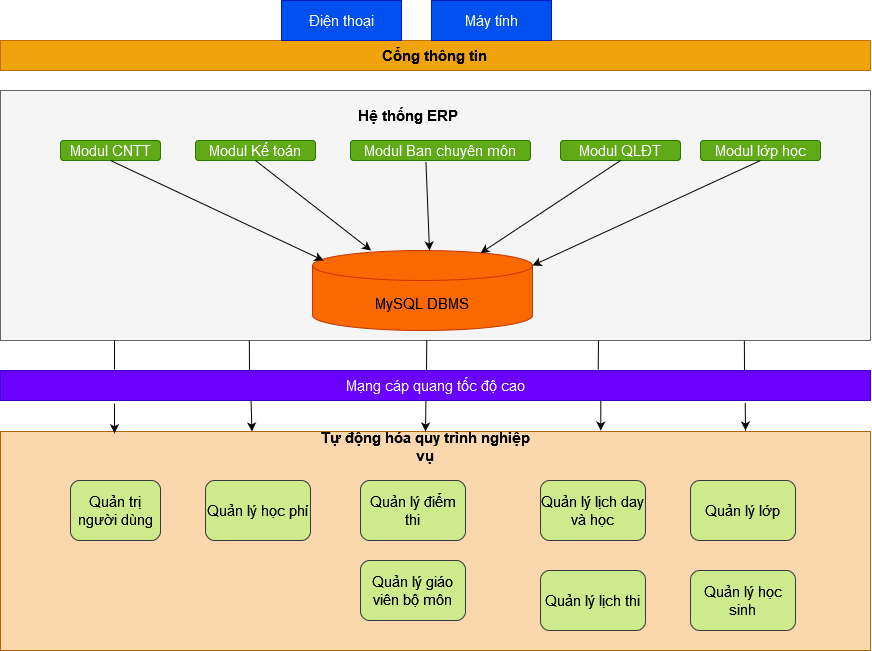 Điện thoại
Máy tính
Cổng thông tin
Hệ thống ERP
Modul CNTT
Modul Kế toán
Modul Ban chuyên môn
Modul QLĐT
Modul lớp học
MySQL DBMS
Mạng cáp quang tốc độ cao
Tự động hóa quy trình nghiệp
vụ
Quản trị
người dùng
Quản lý học phí
Quản lý điểm
thi
Quản lý lịch day
và học
Quản lý lớp
Quản lý giáo
viên bộ môn
Quản lý lịch thi
Quản lý học
sinh